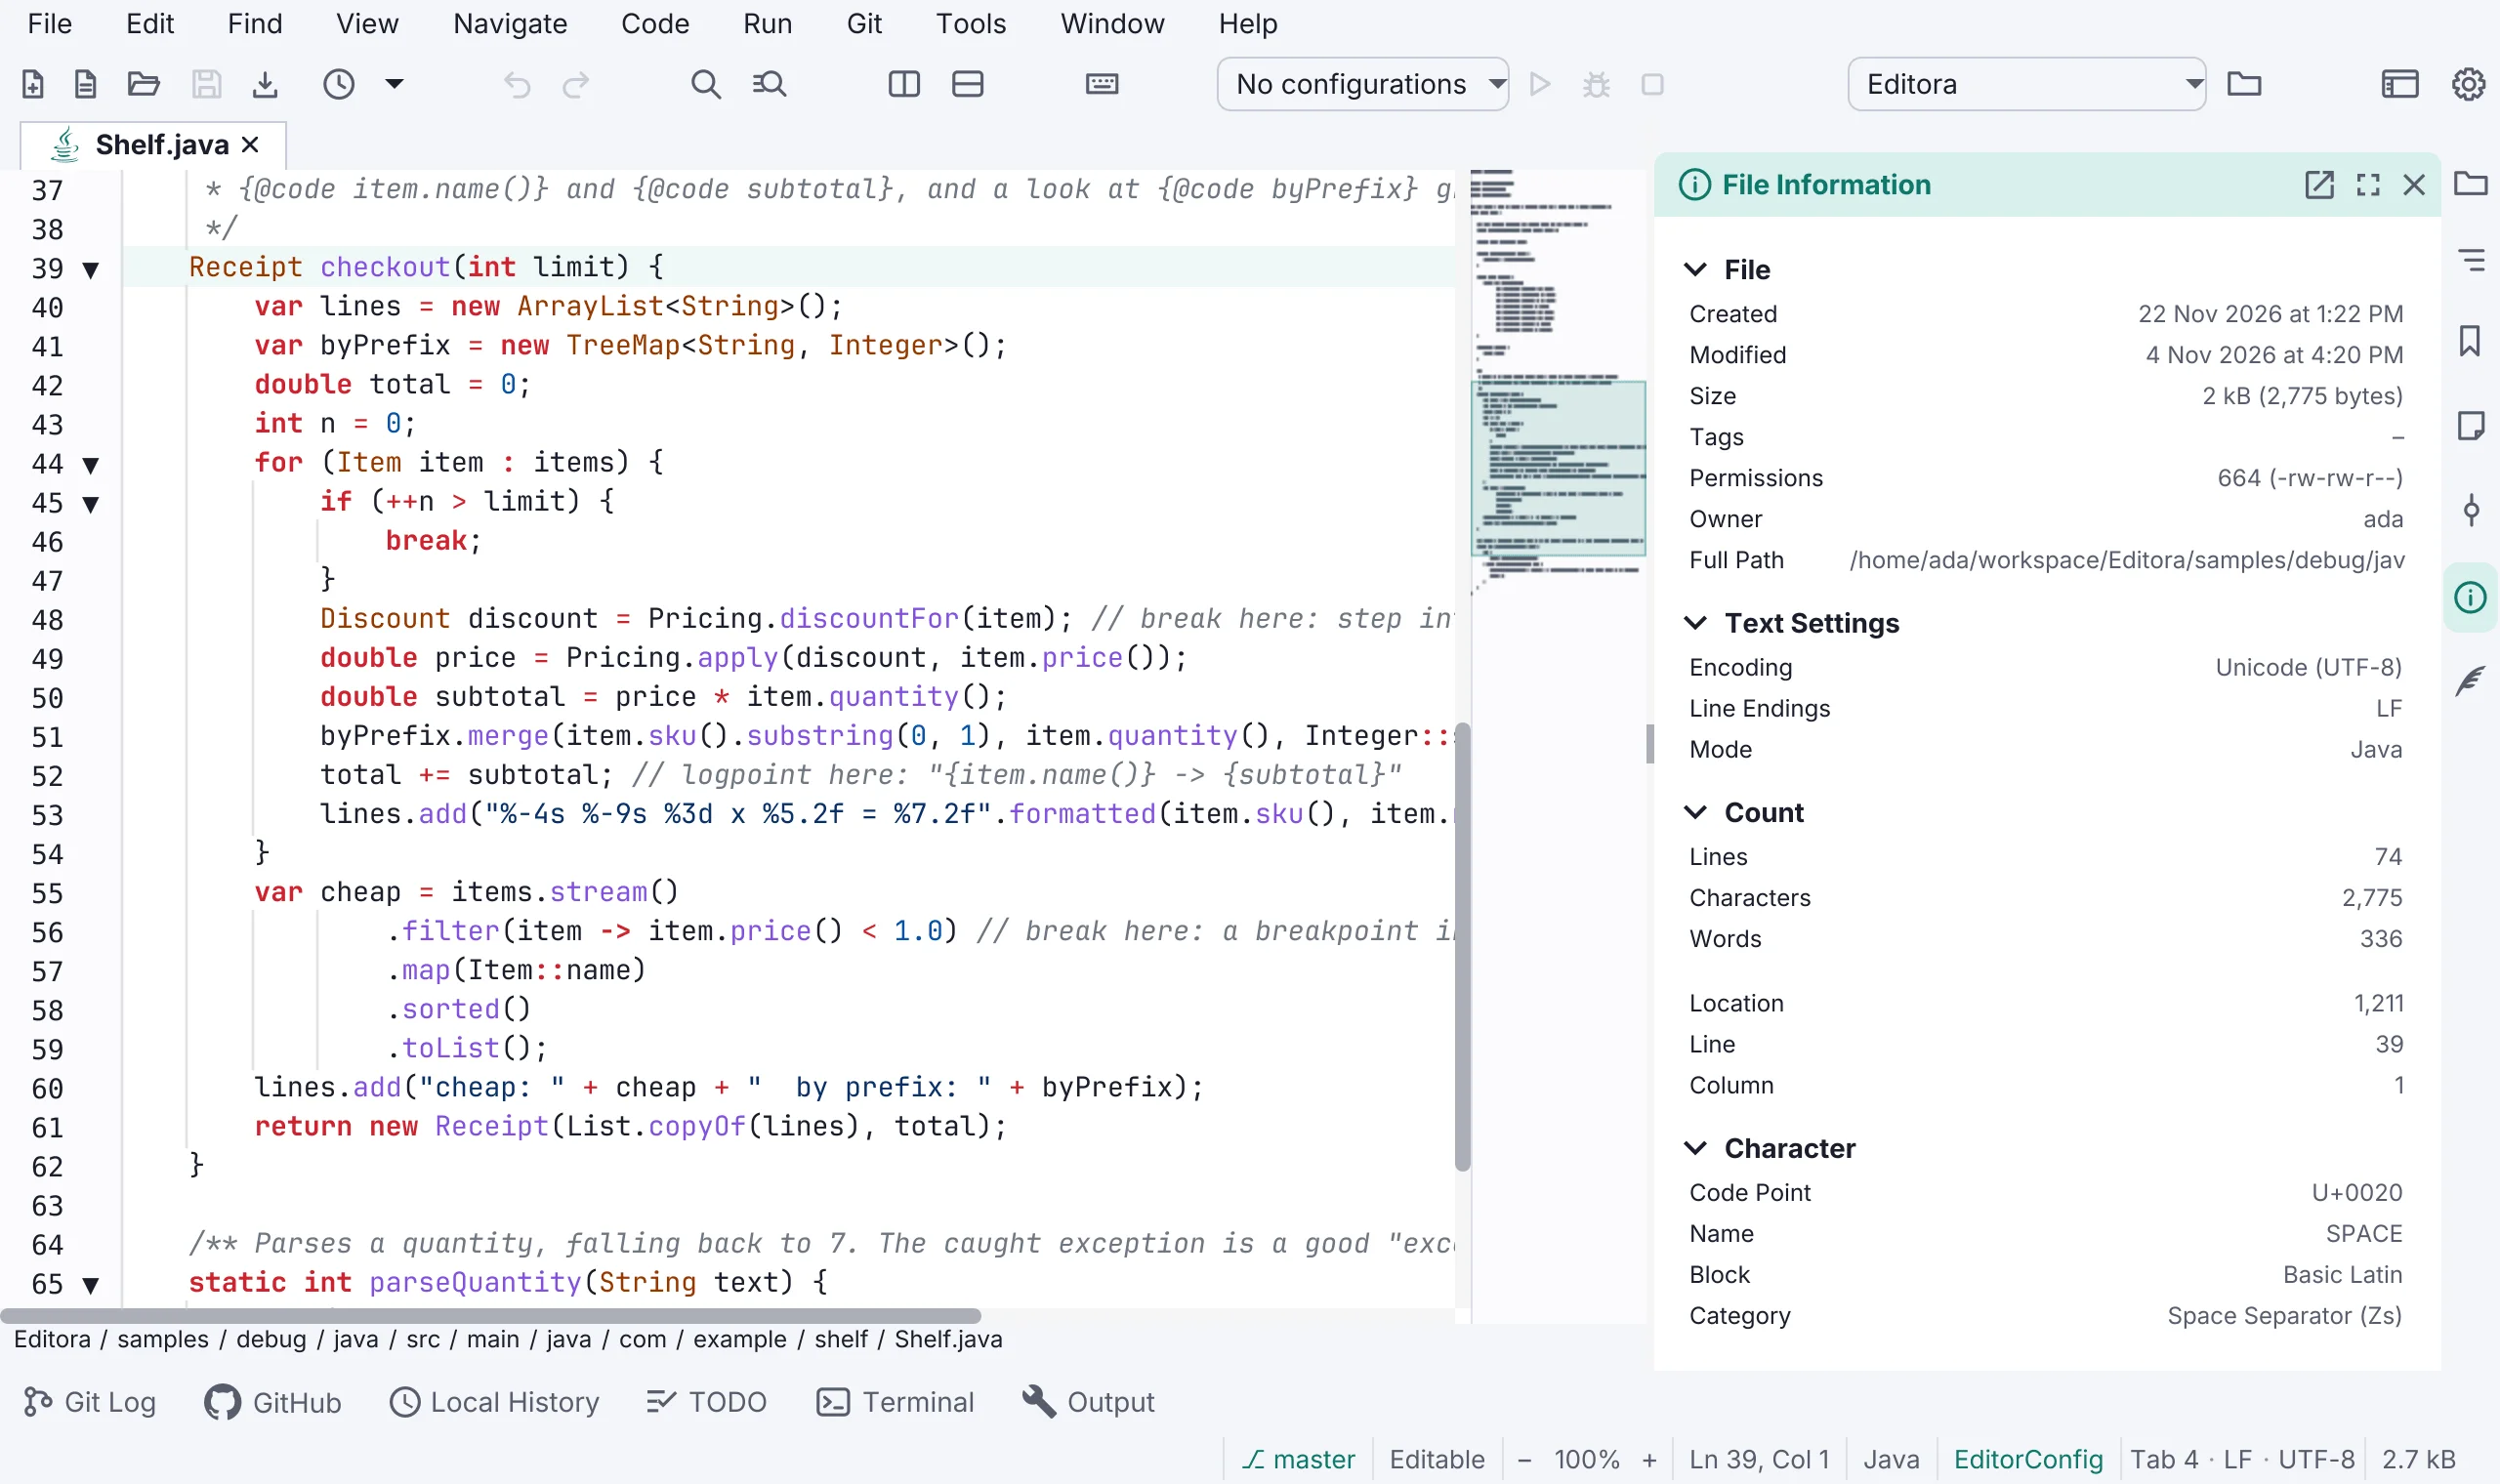 File Edit Find View Navigate Code Run Git Tools Window Help
No configurations
Editora
Shelf.java
File Information
37 * {@code item.name()} and {@code subtotal}, and a look at {@code byPrefix}
38 */
39 Receipt checkout(int limit) {
40 var lines = new ArrayList<String>();
41 var byPrefix = new TreeMap<String, Integer>();
42 double total = 0;
43 int n = 0;
44 for (Item item : items) {
45 if (++n > limit) {
46 break;
47 }
48 Discount discount = Pricing.discountFor(item); // break here: step
49 double price = Pricing.apply(discount, item.price());
50 double subtotal = price * item.quantity();
51 byPrefix.merge(item.sku().substring(0, 1), item.quantity(), Integer::
52 total += subtotal; // logpoint here: "{item.name()} -> {subtotal}"
53 lines.add("%-4s %-9s %3d x %5.2f = %7.2f".formatted(item.sku(), item.
54 }
55 var cheap = items.stream()
56 .filter(item -> item.price() < 1.0) // break here: a breakpoint
57 .map(Item::name)
58 .sorted()
59 .toList();
60 lines.add("cheap: " + cheap + "  by prefix: " + byPrefix);
61 return new Receipt(List.copyOf(lines), total);
62 }
63
64 /** Parses a quantity, falling back to 7. The caught exception is a good
65 static int parseQuantity(String text) {
File
Created 22 Nov 2026 at 1:22 PM
Modified 4 Nov 2026 at 4:20 PM
Size 2 kB (2,775 bytes)
Tags –
Permissions 664 (-rw-rw-r--)
Owner ada
Full Path /home/ada/workspace/Editora/samples/debug/jav
Text Settings
Encoding Unicode (UTF-8)
Line Endings LF
Mode Java
Count
Lines 74
Characters 2,775
Words 336
Location 1,211
Line 39
Column 1
Character
Code Point U+0020
Name SPACE
Block Basic Latin
Category Space Separator (Zs)
Editora / samples / debug / java / src / main / java / com / example / shelf / Shelf.java
Git Log GitHub Local History TODO Terminal Output
master Editable − 100% + Ln 39, Col 1 Java EditorConfig Tab 4 · LF · UTF-8 2.7 kB